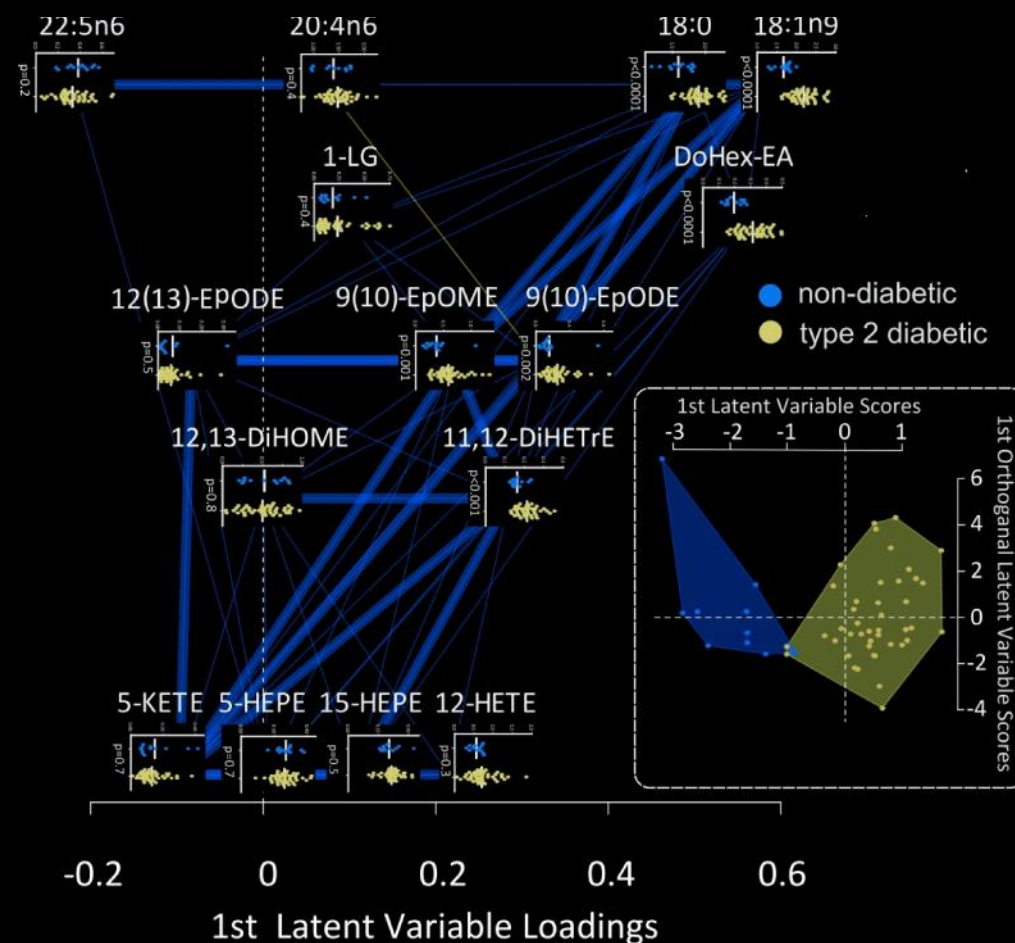 22:5n6 20:4n6 18:0 18:1n9
p=0.2 p=0.4 p<0.0001 p<0.0001
1-LG DoHex-EA
p=0.4 p<0.0001
12(13)-EpODE 9(10)-EpOME 9(10)-EpODE
p=0.5 p=0.001 p=0.002
non-diabetic
type 2 diabetic
12,13-DiHOME 11,12-DiHETrE
p=0.8 p<0.001
5-KETE 5-HEPE 15-HEPE 12-HETE
p=0.7 p=0.7 p=0.5 p=0.3
-0.2 0 0.2 0.4 0.6
1st Latent Variable Loadings
1st Latent Variable Scores
-3 -2 -1 0 1
6
4
2
0
-2
-4
1st Orthoganal Latent Variable Scores